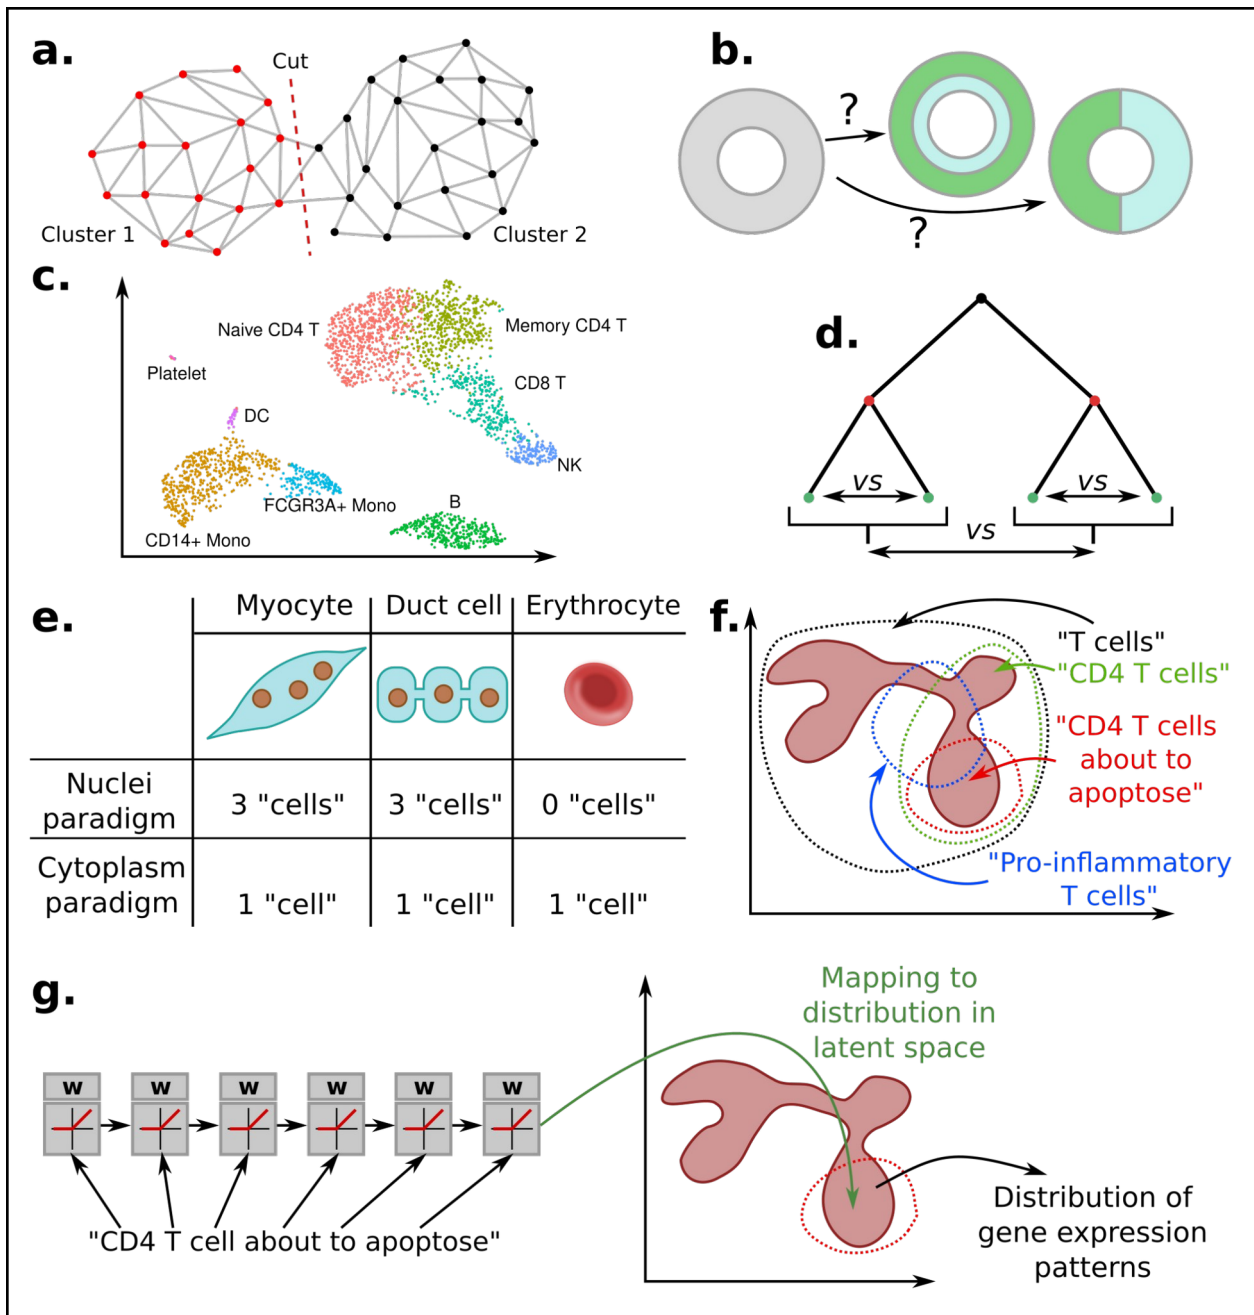 a.
Cut
Cluster 1
Cluster 2
b.
?
?
c.
Naive CD4 T
Memory CD4 T
Platelet
CD8 T
DC
NK
FCGR3A+ Mono
B
CD14+ Mono
d.
vs
vs
vs
e.
Myocyte
Duct cell
Erythrocyte
Nuclei
paradigm
3 "cells"
3 "cells"
0 "cells"
Cytoplasm
paradigm
1 "cell"
1 "cell"
1 "cell"
f.
"T cells"
"CD4 T cells"
"CD4 T cells
about to
apoptose"
"Pro-inflammatory
T cells"
g.
Mapping to
distribution in
latent space
w
w
w
w
w
w
"CD4 T cell about to apoptose"
Distribution of
gene expression
patterns